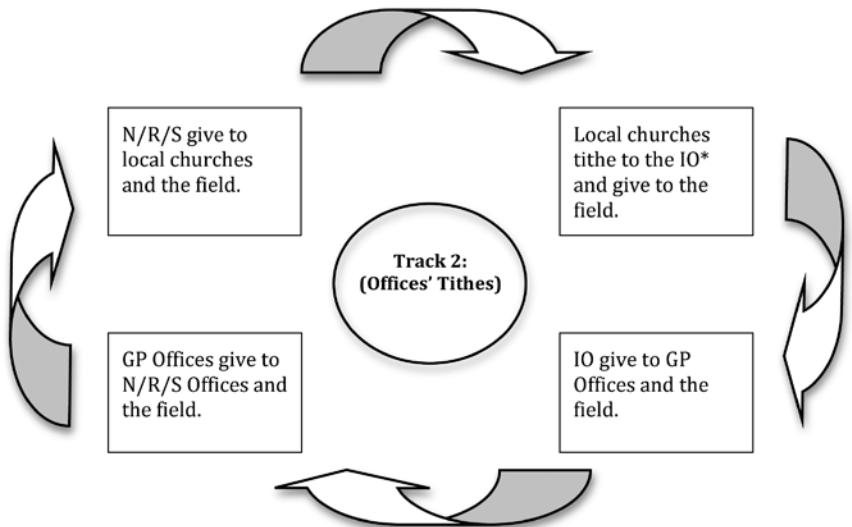 N/R/S give to
local churches
and the field.
Local churches
tithe to the IO*
and give to the
field.
Track 2:
(Offices' Tithes)
GP Offices give to
N/R/S Offices and
the field.
IO give to GP
Offices and the
field.